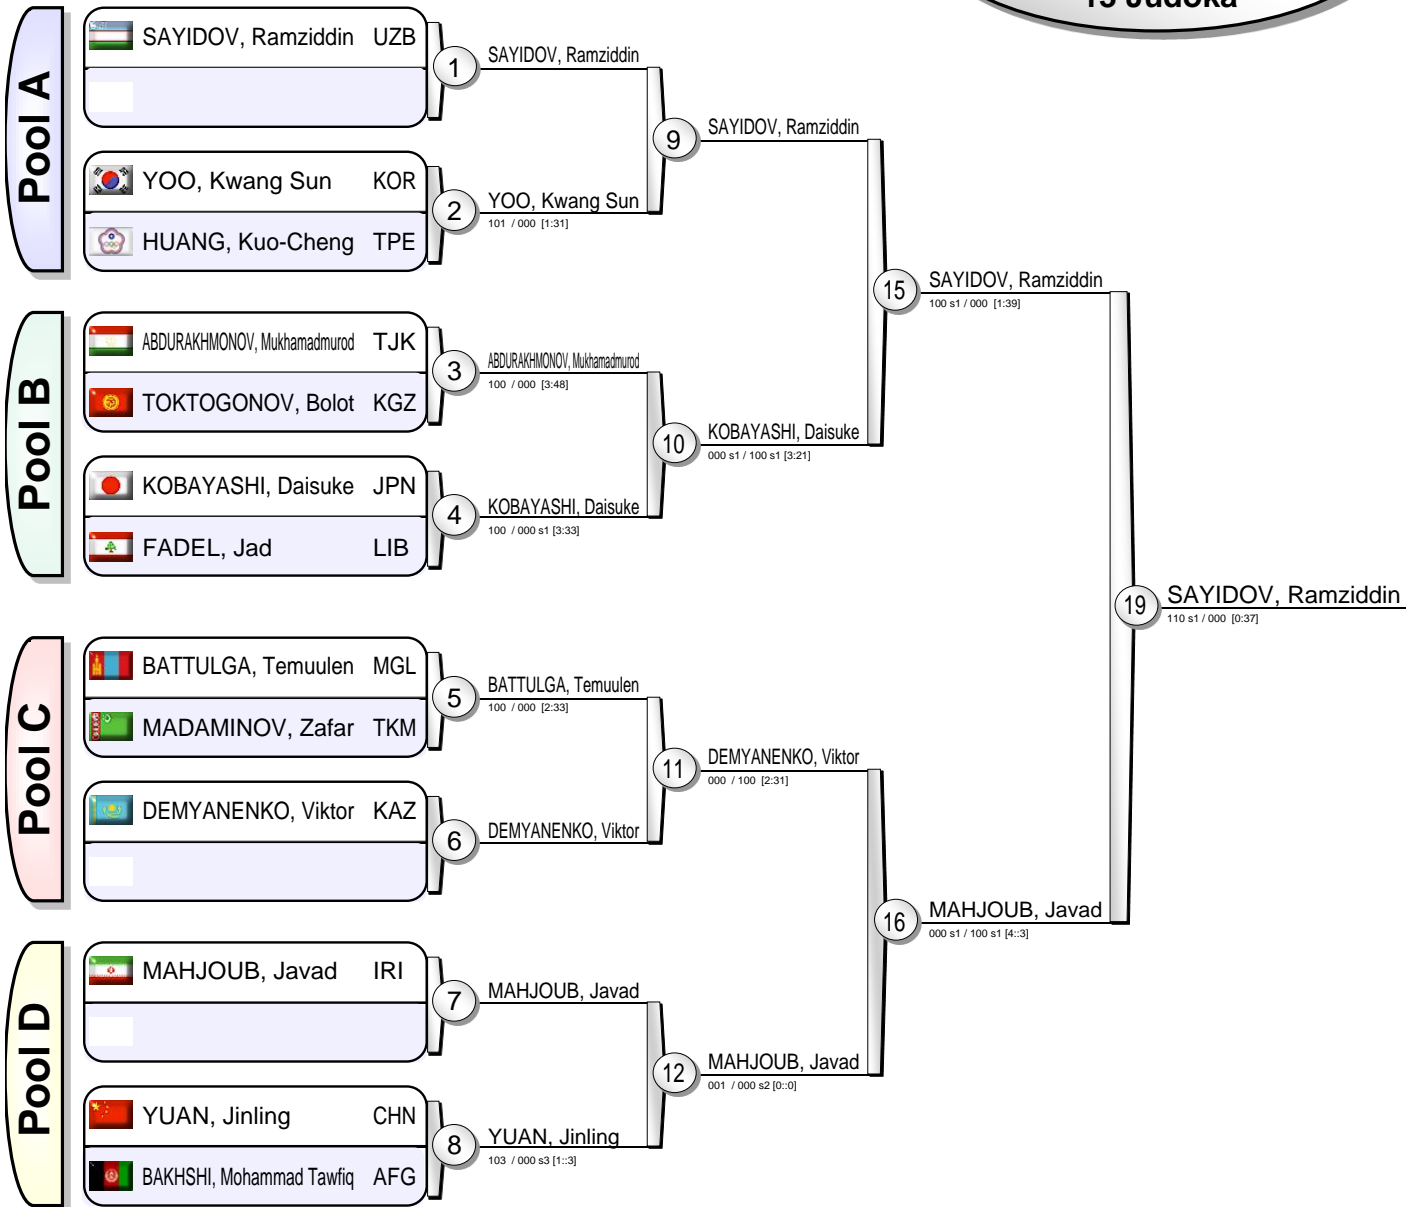 13 Judoka
Pool A
SAYIDOV, Ramziddin UZB
YOO, Kwang Sun KOR
HUANG, Kuo-Cheng TPE
Pool B
ABDURAKHMONOV, Mukhamadmurod TJK
TOKTOGONOV, Bolot KGZ
KOBAYASHI, Daisuke JPN
FADEL, Jad LIB
Pool C
BATTULGA, Temuulen MGL
MADAMINOV, Zafar TKM
DEMYANENKO, Viktor KAZ
Pool D
MAHJOUB, Javad IRI
YUAN, Jinling CHN
BAKHSHI, Mohammad Tawfiq AFG
1
SAYIDOV, Ramziddin
2
YOO, Kwang Sun
101 / 000 [1:31]
3
ABDURAKHMONOV, Mukhamadmurod
100 / 000 [3:48]
4
KOBAYASHI, Daisuke
100 / 000 s1 [3:33]
5
BATTULGA, Temuulen
100 / 000 [2:33]
6
DEMYANENKO, Viktor
7
MAHJOUB, Javad
8
YUAN, Jinling
103 / 000 s3 [1::3]
9
SAYIDOV, Ramziddin
10
KOBAYASHI, Daisuke
000 s1 / 100 s1 [3:21]
11
DEMYANENKO, Viktor
000 / 100 [2:31]
12
MAHJOUB, Javad
001 / 000 s2 [0::0]
15
SAYIDOV, Ramziddin
100 s1 / 000 [1:39]
16
MAHJOUB, Javad
000 s1 / 100 s1 [4::3]
19
SAYIDOV, Ramziddin
110 s1 / 000 [0:37]